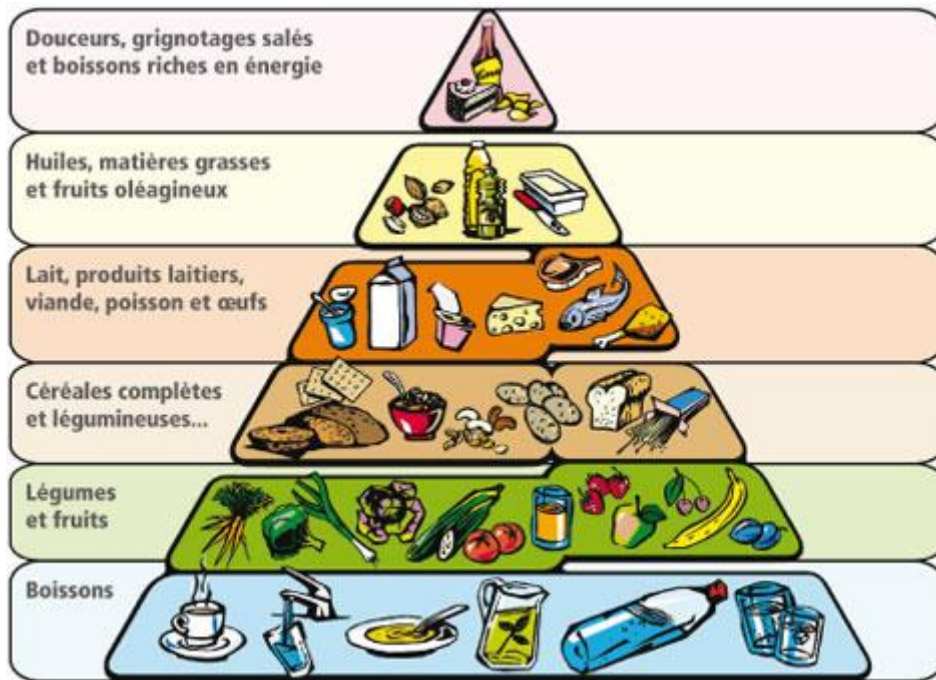 Douceurs, grignotages salés
et boissons riches en énergie
Huiles, matières grasses
et fruits oléagineux
Lait, produits laitiers,
viande, poisson et œufs
Céréales complètes
et légumineuses...
Légumes
et fruits
Boissons